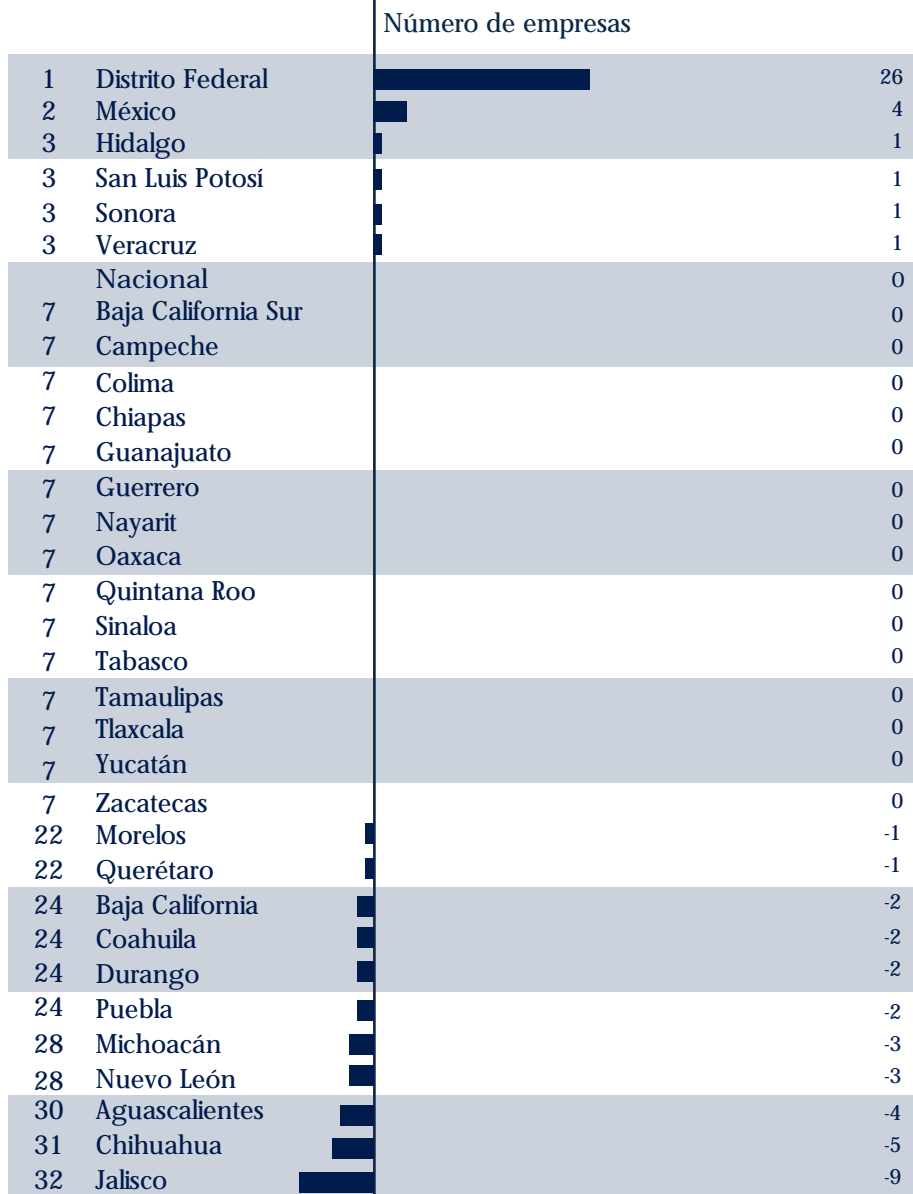 Número de empresas
1 Distrito Federal 26
2 México 4
3 Hidalgo 1
3 San Luis Potosí 1
3 Sonora 1
3 Veracruz 1
Nacional 0
7 Baja California Sur 0
7 Campeche 0
7 Colima 0
7 Chiapas 0
7 Guanajuato 0
7 Guerrero 0
7 Nayarit 0
7 Oaxaca 0
7 Quintana Roo 0
7 Sinaloa 0
7 Tabasco 0
7 Tamaulipas 0
7 Tlaxcala 0
7 Yucatán 0
7 Zacatecas 0
22 Morelos -1
22 Querétaro -1
24 Baja California -2
24 Coahuila -2
24 Durango -2
24 Puebla -2
28 Michoacán -3
28 Nuevo León -3
30 Aguascalientes -4
31 Chihuahua -5
32 Jalisco -9